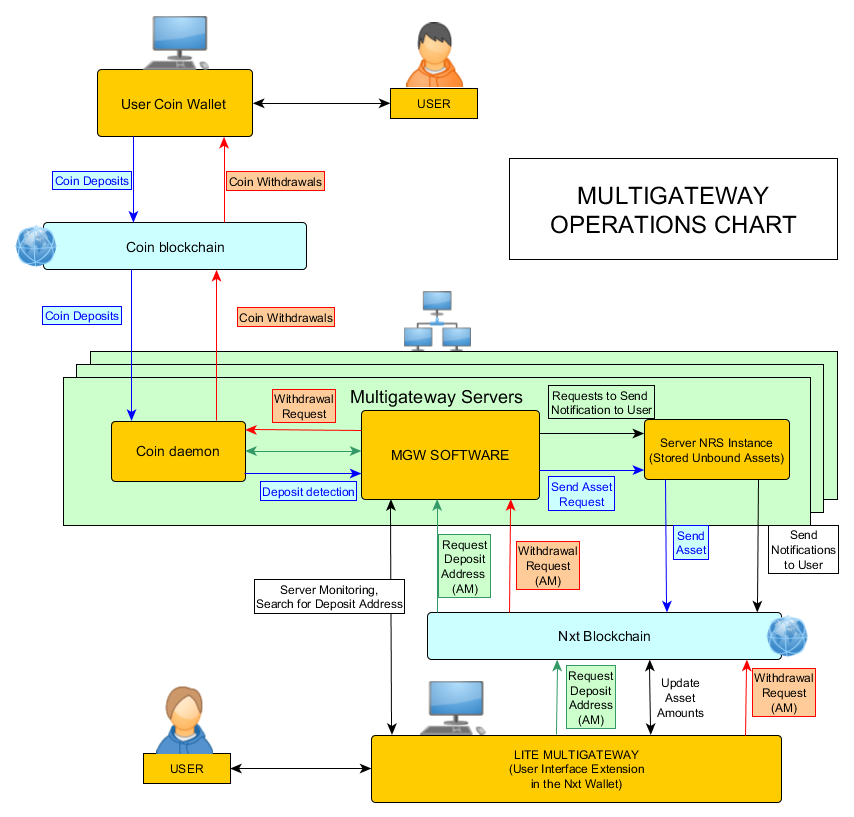 User Coin Wallet
USER
Coin Deposits
Coin Withdrawals
MULTIGATEWAY
OPERATIONS CHART
Coin blockchain
Coin Deposits
Coin Withdrawals
Multigateway Servers
Withdrawal
Request
Requests to Send
Notification to User
Coin daemon
MGW SOFTWARE
Server NRS Instance
(Stored Unbound Assets)
Deposit detection
Send Asset
Request
Request
Deposit
Address
(AM)
Withdrawal
Request
(AM)
Send
Asset
Send
Notifications
to User
Server Monitoring,
Search for Deposit Address
Nxt Blockchain
Request
Deposit
Address
(AM)
Update
Asset
Amounts
Withdrawal
Request
(AM)
USER
LITE MULTIGATEWAY
(User Interface Extension
in the Nxt Wallet)